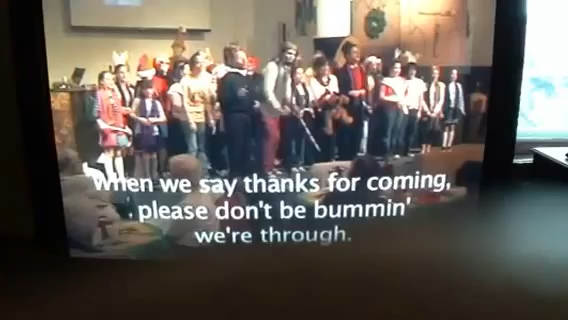 When we say thanks for coming,
please don't be bummin'
we're through.